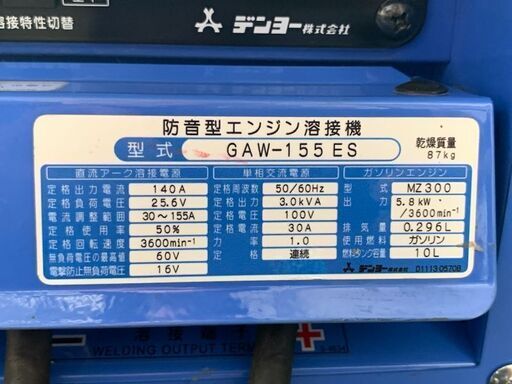 溶接特性切替
デンヨー株式会社
防音型エンジン溶接機
型式 GAW-155ES
乾燥質量
87kg
直流アーク溶接電源
定格出力電流 140A
定格負荷電圧 25.6V
電流調整範囲 30～155A
定格使用率 50%
定格回転速度 3600min⁻¹
無負荷電圧の最高値 60V
電撃防止無負荷電圧 16V
単相交流電源
定格周波数 50/60Hz
定格出力 3.0kVA
定格電圧 100V
定格電流 30A
力率 1.0
定格 連続
ガソリンエンジン
型式 MZ300
定格出力 5.8kW
/3600min⁻¹
排気量 0.296L
使用燃料 ガソリン
燃料タンク容量 10L
デンヨー株式会社 D11130570B
溶接端子
WELDING OUTPUT TERMINAL